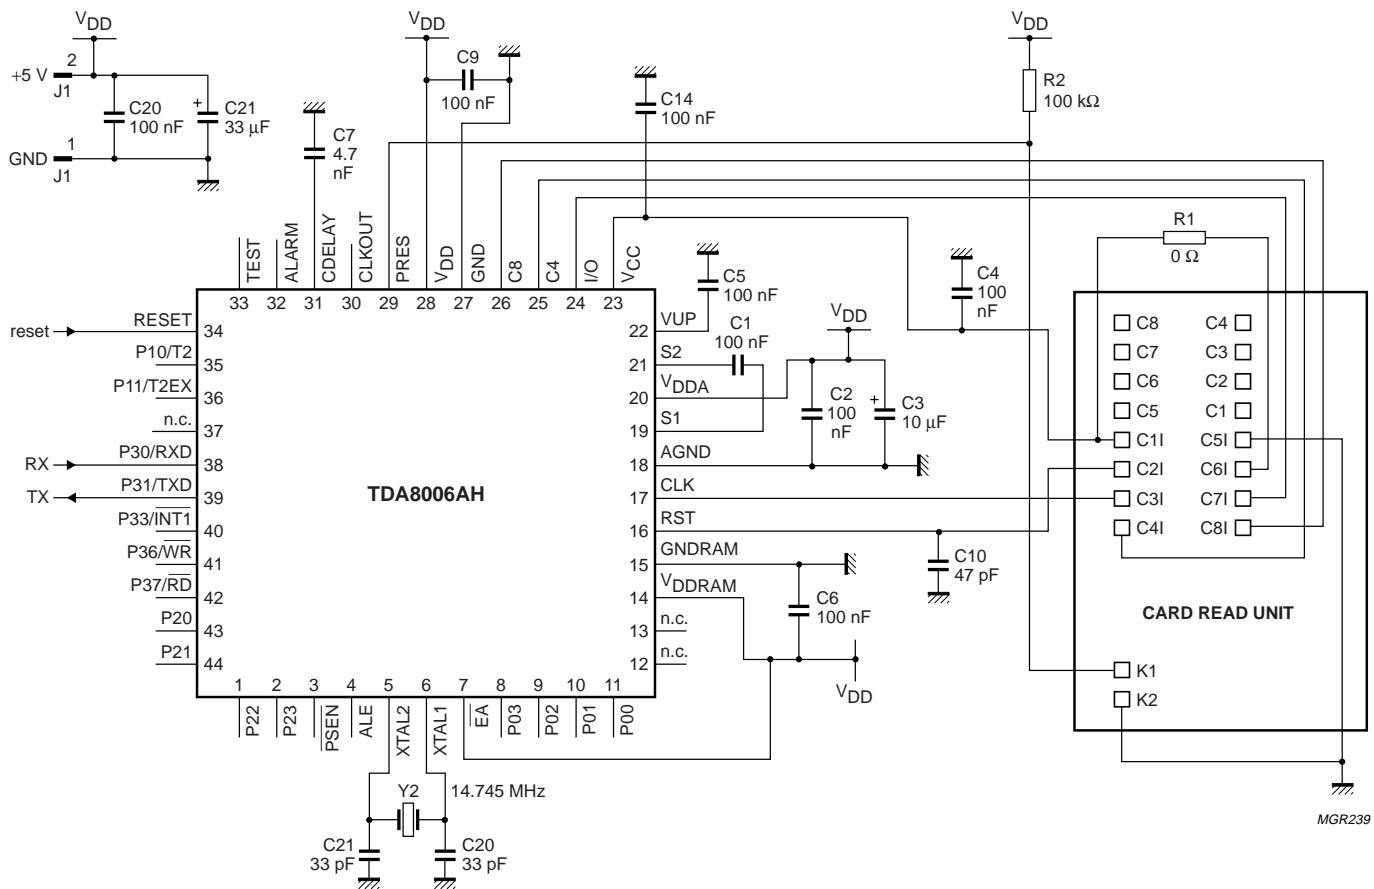 VDD
2
+5 V
J1
C20
100 nF
+
C21
33 µF
1
GND
J1
VDD
C9
100 nF
C7
4.7
nF
C14
100 nF
VDD
R2
100 kΩ
TEST
ALARM
CDELAY
CLKOUT
PRES
VDD
GND
C8
C4
I/O
VCC
33
32
31
30
29
28
27
26
25
24
23
R1
0 Ω
C5
100 nF
C4
100
nF
C1
100 nF
VDD
C2
100
nF
+
C3
10 µF
reset
RESET
34
P10/T2
35
P11/T2EX
36
n.c.
37
RX
P30/RXD
38
TX
P31/TXD
39
P33/INT1
40
P36/WR
41
P37/RD
42
P20
43
P21
44
TDA8006AH
22
VUP
21
S2
20
VDDA
19
S1
18
AGND
17
CLK
16
RST
15
GNDRAM
14
VDDRAM
13
n.c.
12
n.c.
C10
47 pF
C6
100 nF
VDD
C8
C4
C7
C3
C6
C2
C5
C1
C1I
C5I
C2I
C6I
C3I
C7I
C4I
C8I
CARD READ UNIT
K1
K2
1
2
3
4
5
6
7
8
9
10
11
P22
P23
PSEN
ALE
XTAL2
XTAL1
EA
P03
P02
P01
P00
Y2
14.745 MHz
C21
33 pF
C20
33 pF
MGR239